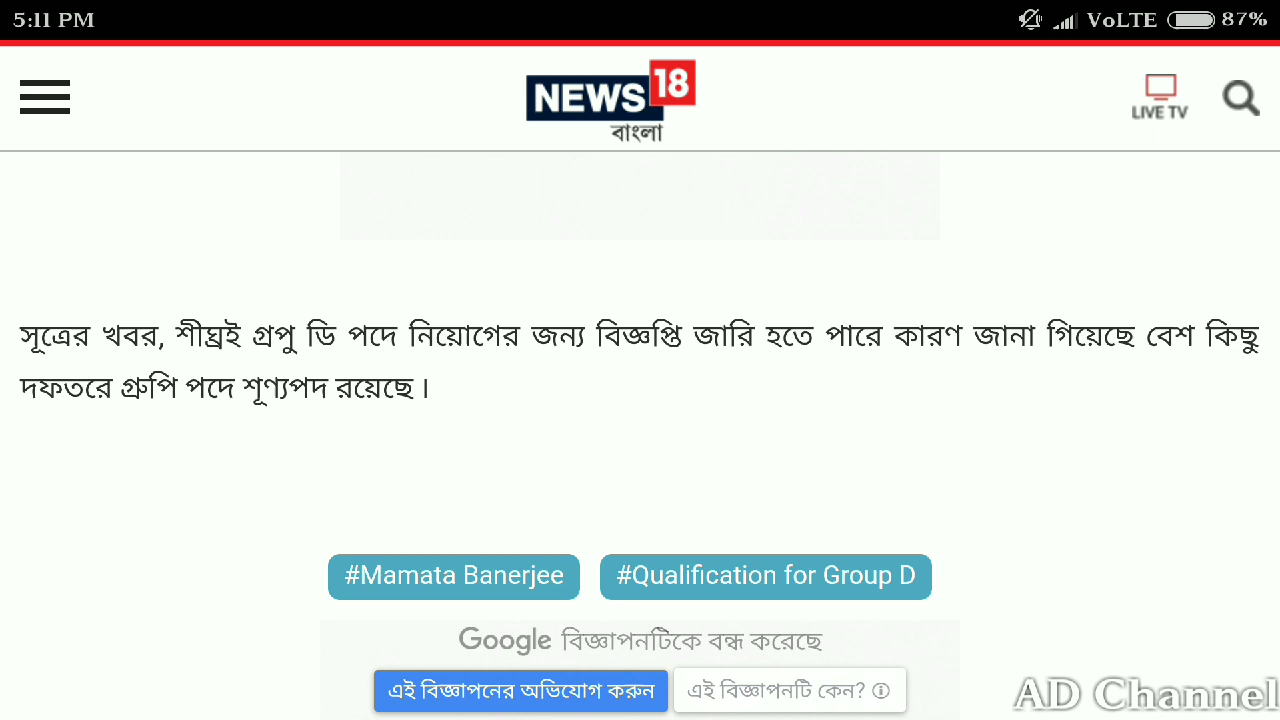 5:11 PM
VoLTE 87%
NEWS 18
বাংলা
LIVE TV
সূত্রের খবর, শীঘ্রই গ্রপু ডি পদে নিয়োগের জন্য বিজ্ঞপ্তি জারি হতে পারে কারণ জানা গিয়েছে বেশ কিছু
দফতরে গ্রুপি পদে শূণ্যপদ রয়েছে ।
#Mamata Banerjee #Qualification for Group D
Google বিজ্ঞাপনটিকে বন্ধ করেছে
এই বিজ্ঞাপনের অভিযোগ করুন এই বিজ্ঞাপনটি কেন?
AD Channel